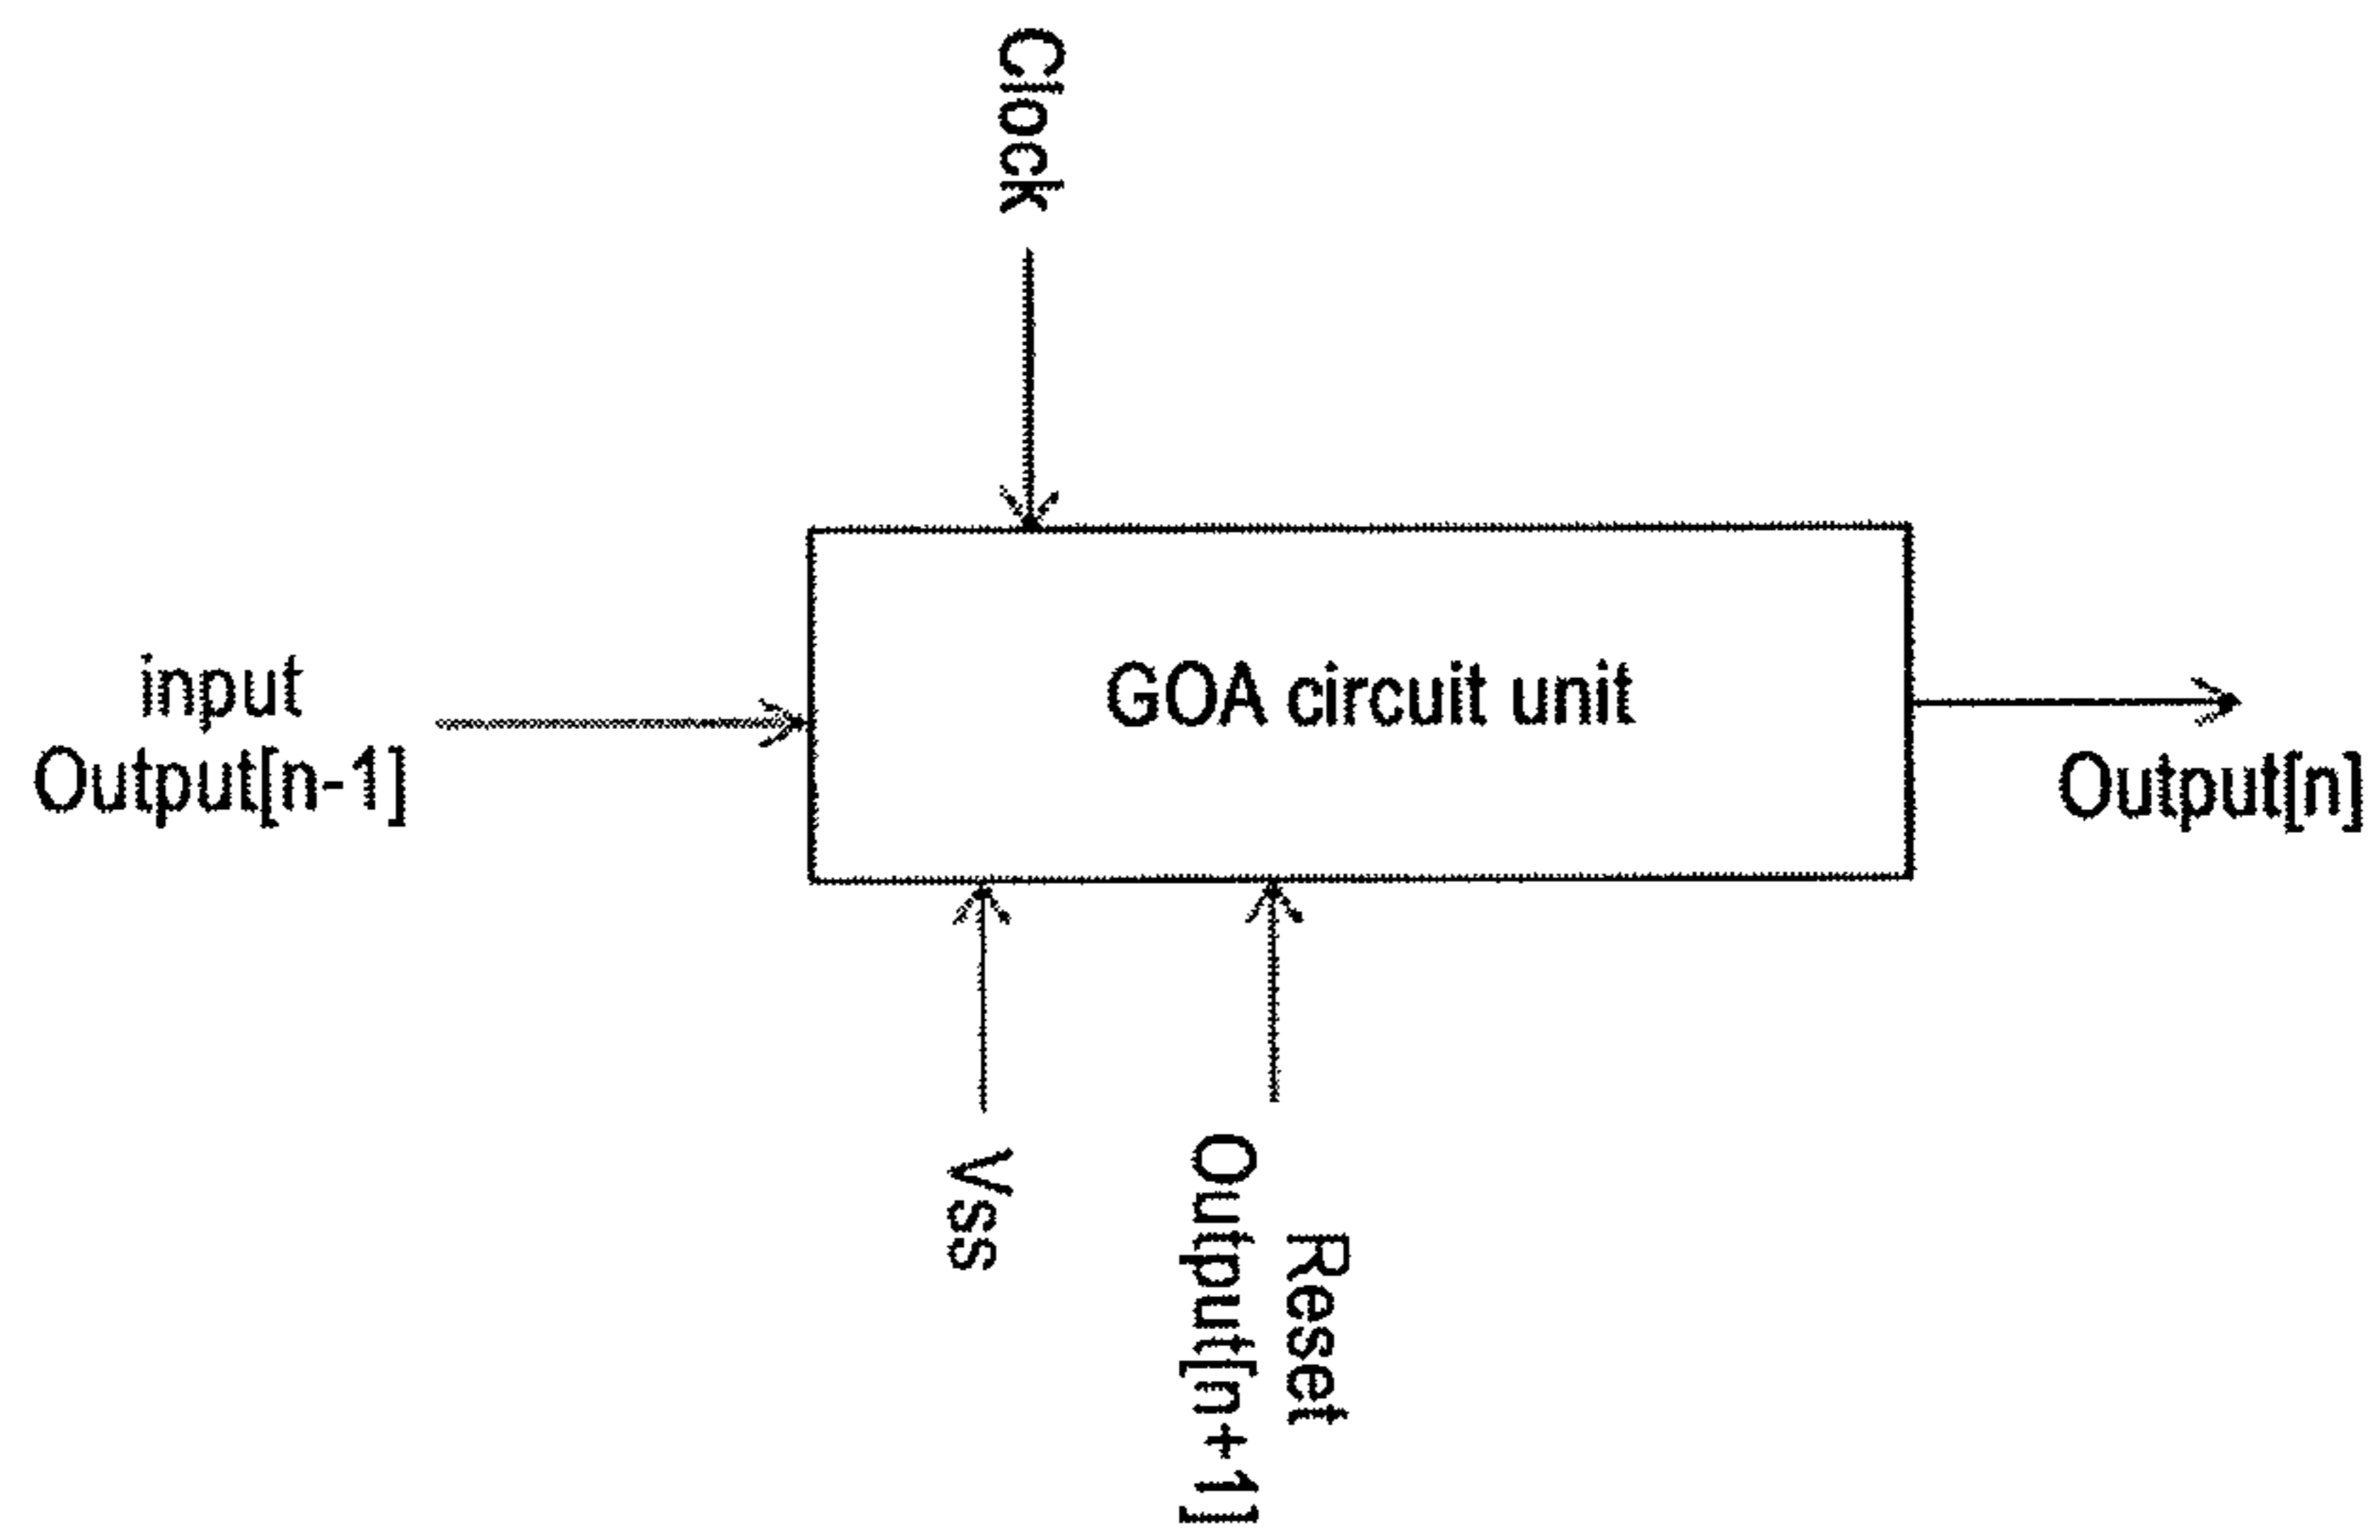 Clock
input
Output[n-1]
GOA circuit unit
Output[n]
Vss
Reset
Output[n+1]